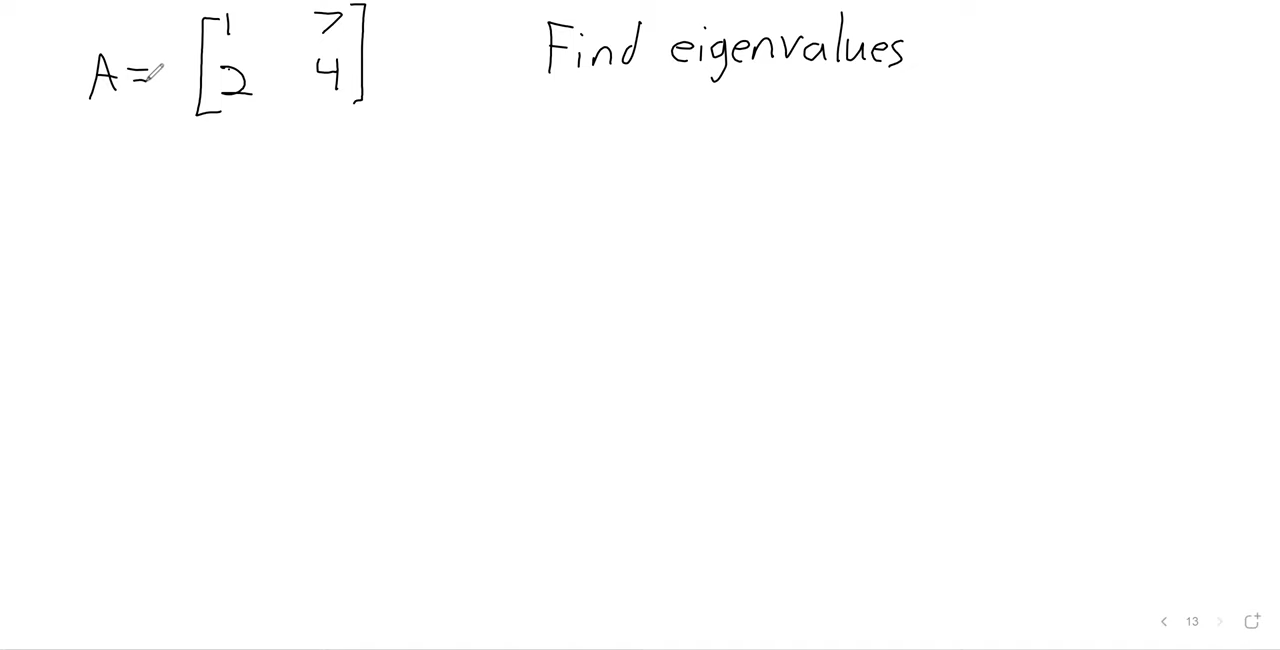 A = [1 7
2 4] Find eigenvalues
13